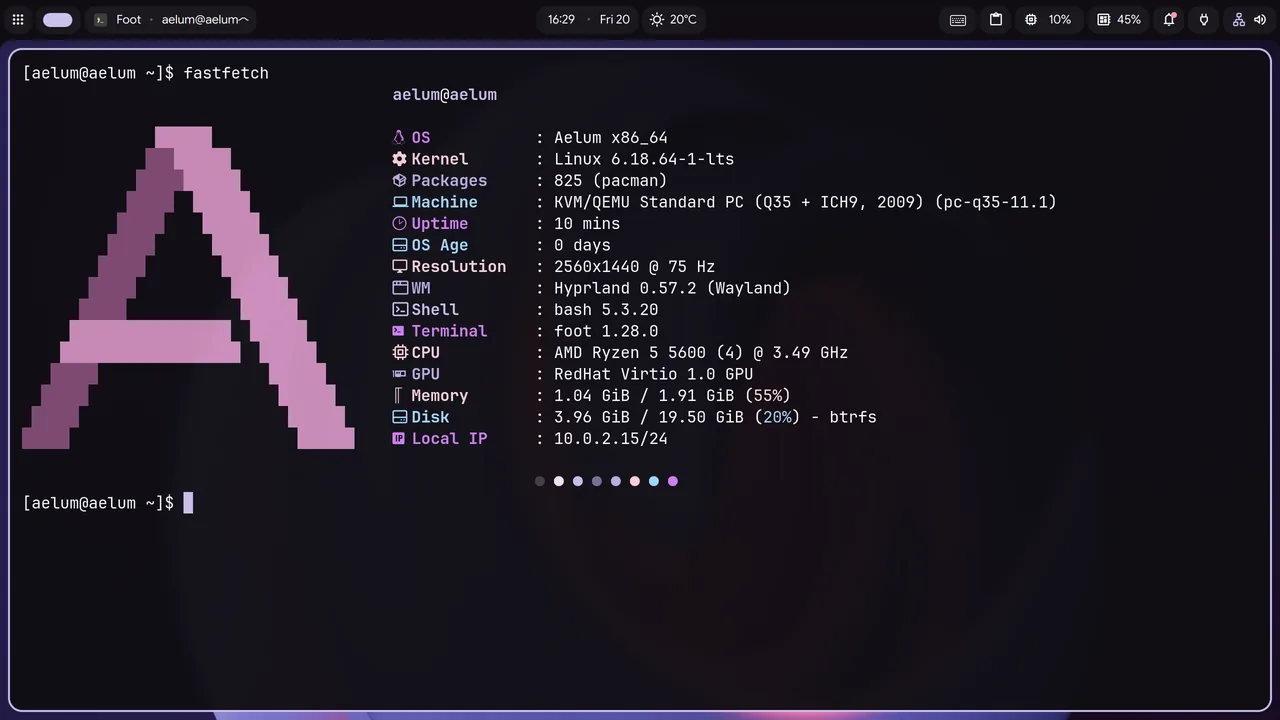 Foot · aelum@aelum:~
16:29 · Fri 20
20°C
10%
45%
[aelum@aelum ~]$ fastfetch
aelum@aelum
OS : Aelum x86_64
Kernel : Linux 6.18.64-1-lts
Packages : 825 (pacman)
Machine : KVM/QEMU Standard PC (Q35 + ICH9, 2009) (pc-q35-11.1)
Uptime : 10 mins
OS Age : 0 days
Resolution : 2560x1440 @ 75 Hz
WM : Hyprland 0.57.2 (Wayland)
Shell : bash 5.3.20
Terminal : foot 1.28.0
CPU : AMD Ryzen 5 5600 (4) @ 3.49 GHz
GPU : RedHat Virtio 1.0 GPU
Memory : 1.04 GiB / 1.91 GiB (55%)
Disk : 3.96 GiB / 19.50 GiB (20%) - btrfs
Local IP : 10.0.2.15/24
[aelum@aelum ~]$